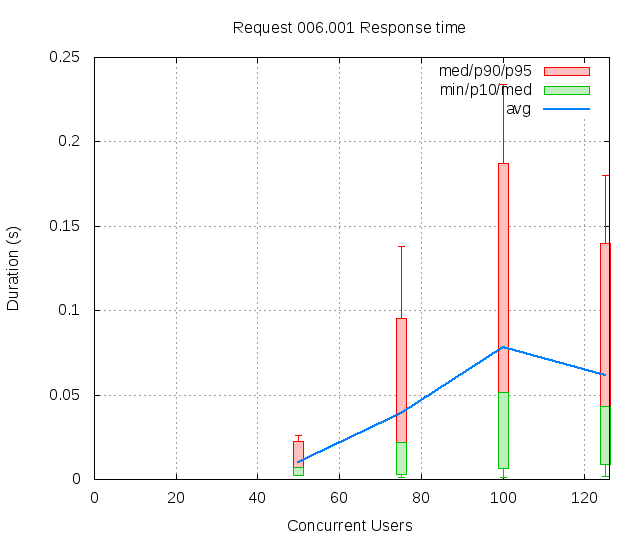 Request 006.001 Response time
med/p90/p95
min/p10/med
avg
0.25
0.2
0.15
0.1
0.05
0
Duration (s)
0 20 40 60 80 100 120
Concurrent Users